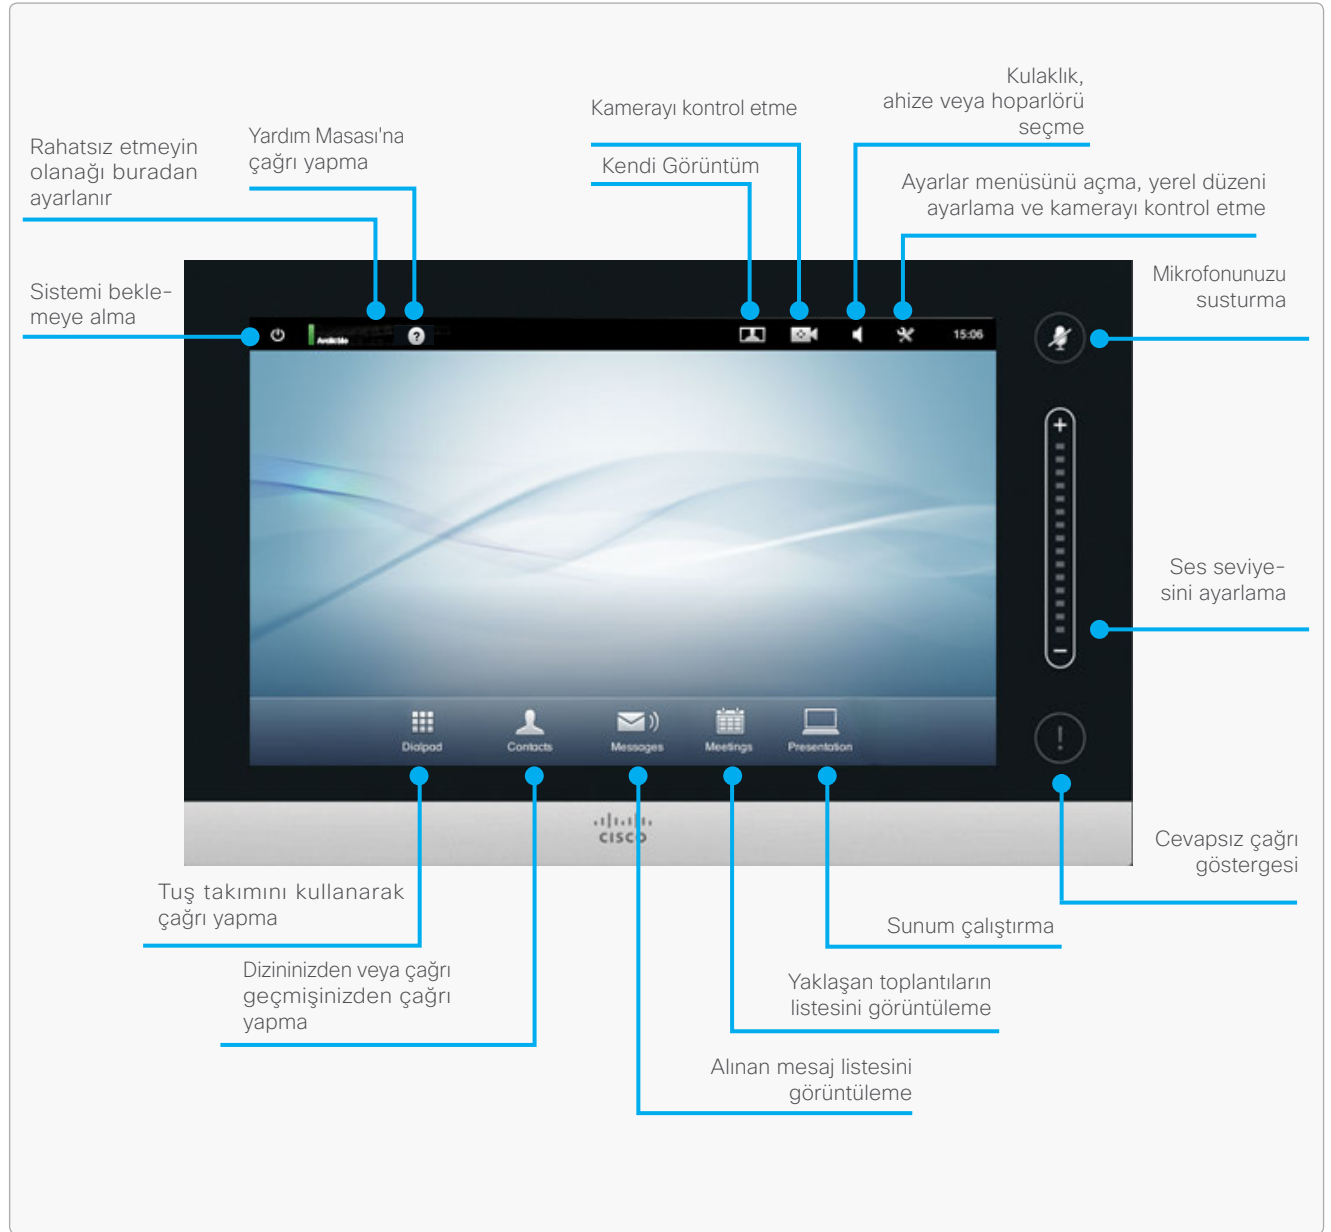 Kulaklık,
ahize veya hoparlörü
seçme
Kamerayı kontrol etme
Yardım Masası'na
çağrı yapma
Rahatsız etmeyin
olanağı buradan
ayarlanır
Kendi Görüntüm
Ayarlar menüsünü açma, yerel düzeni
ayarlama ve kamerayı kontrol etme
Sistemi bekle-
meye alma
Mikrofonunuzu
susturma
?
15:06
+
Ses seviye-
sini ayarlama
−
!
Dialpad
Contacts
Messages
Meetings
Presentation
CISCO
Cevapsız çağrı
göstergesi
Tuş takımını kullanarak
çağrı yapma
Sunum çalıştırma
Dizininizden veya çağrı
geçmişinizden çağrı
yapma
Yaklaşan toplantıların
listesini görüntüleme
Alınan mesaj listesini
görüntüleme